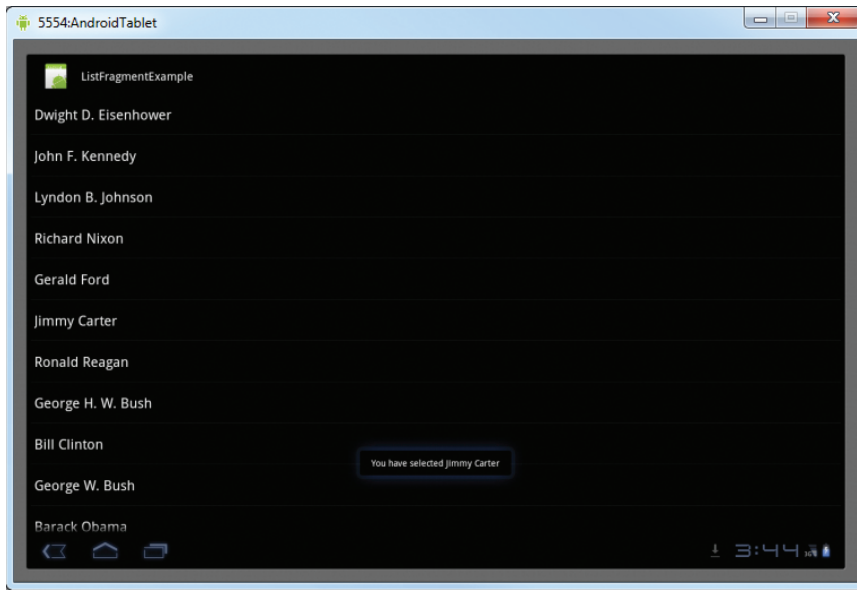 5554:AndroidTablet
ListFragmentExample
Dwight D. Eisenhower
John F. Kennedy
Lyndon B. Johnson
Richard Nixon
Gerald Ford
Jimmy Carter
Ronald Reagan
George H. W. Bush
Bill Clinton
You have selected Jimmy Carter
George W. Bush
Barack Obama
3:44